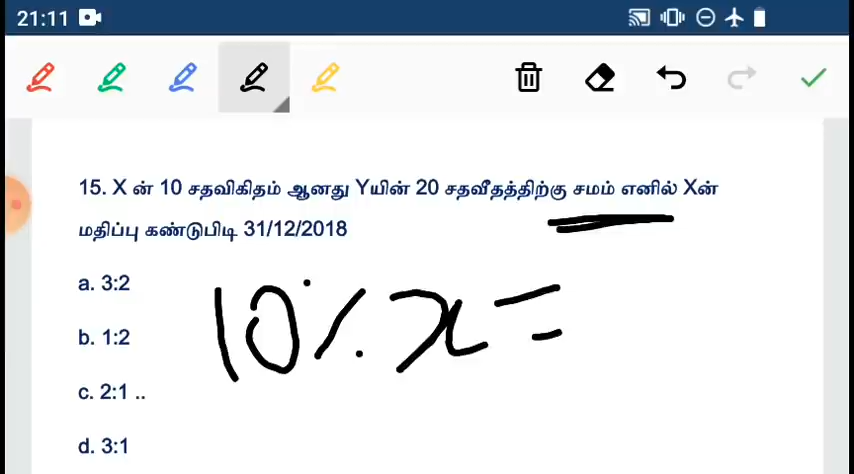 21:11
15. X ன் 10 சதவிகிதம் ஆனது Yயின் 20 சதவீதத்திற்கு சமம் எனில் Xன்
மதிப்பு கண்டுபிடி 31/12/2018
a. 3:2
b. 1:2
c. 2:1 ..
d. 3:1
10% x =